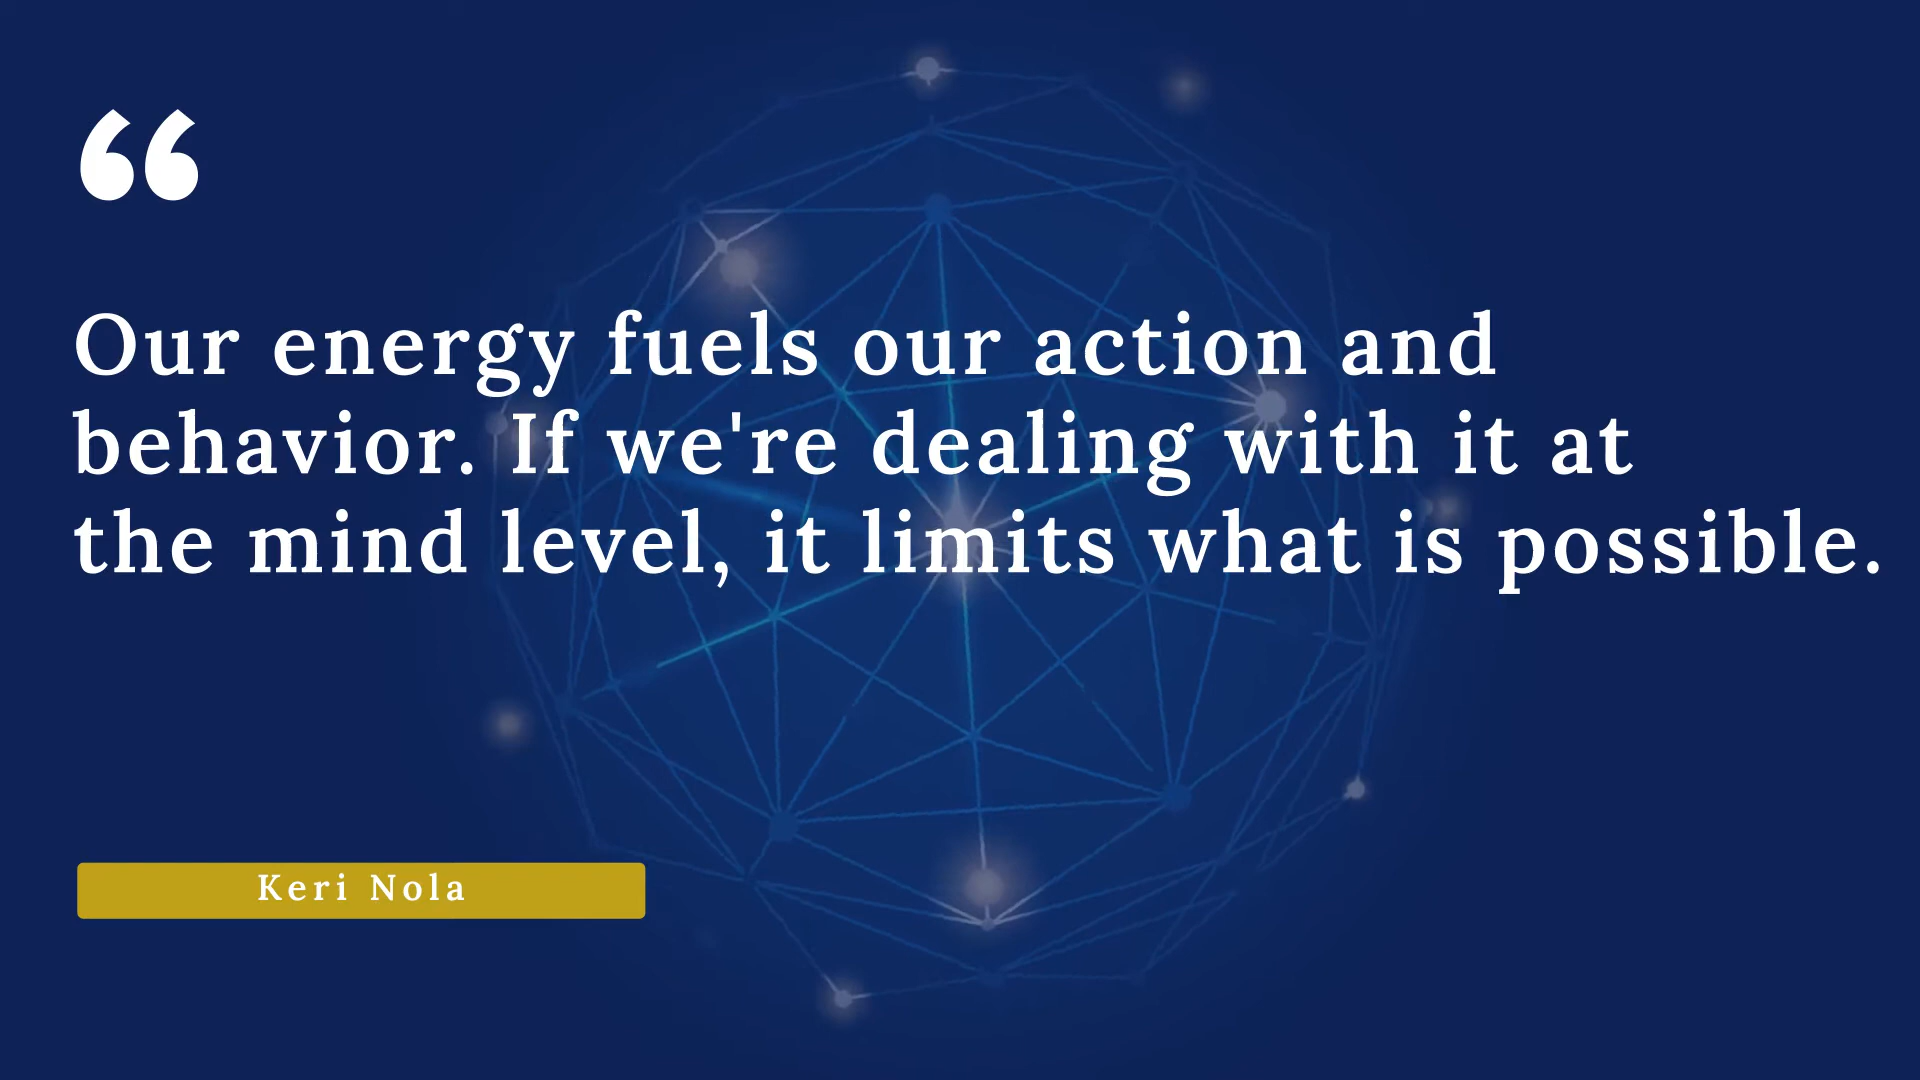 “
Our energy fuels our action and
behavior. If we're dealing with it at
the mind level, it limits what is possible.
Keri Nola